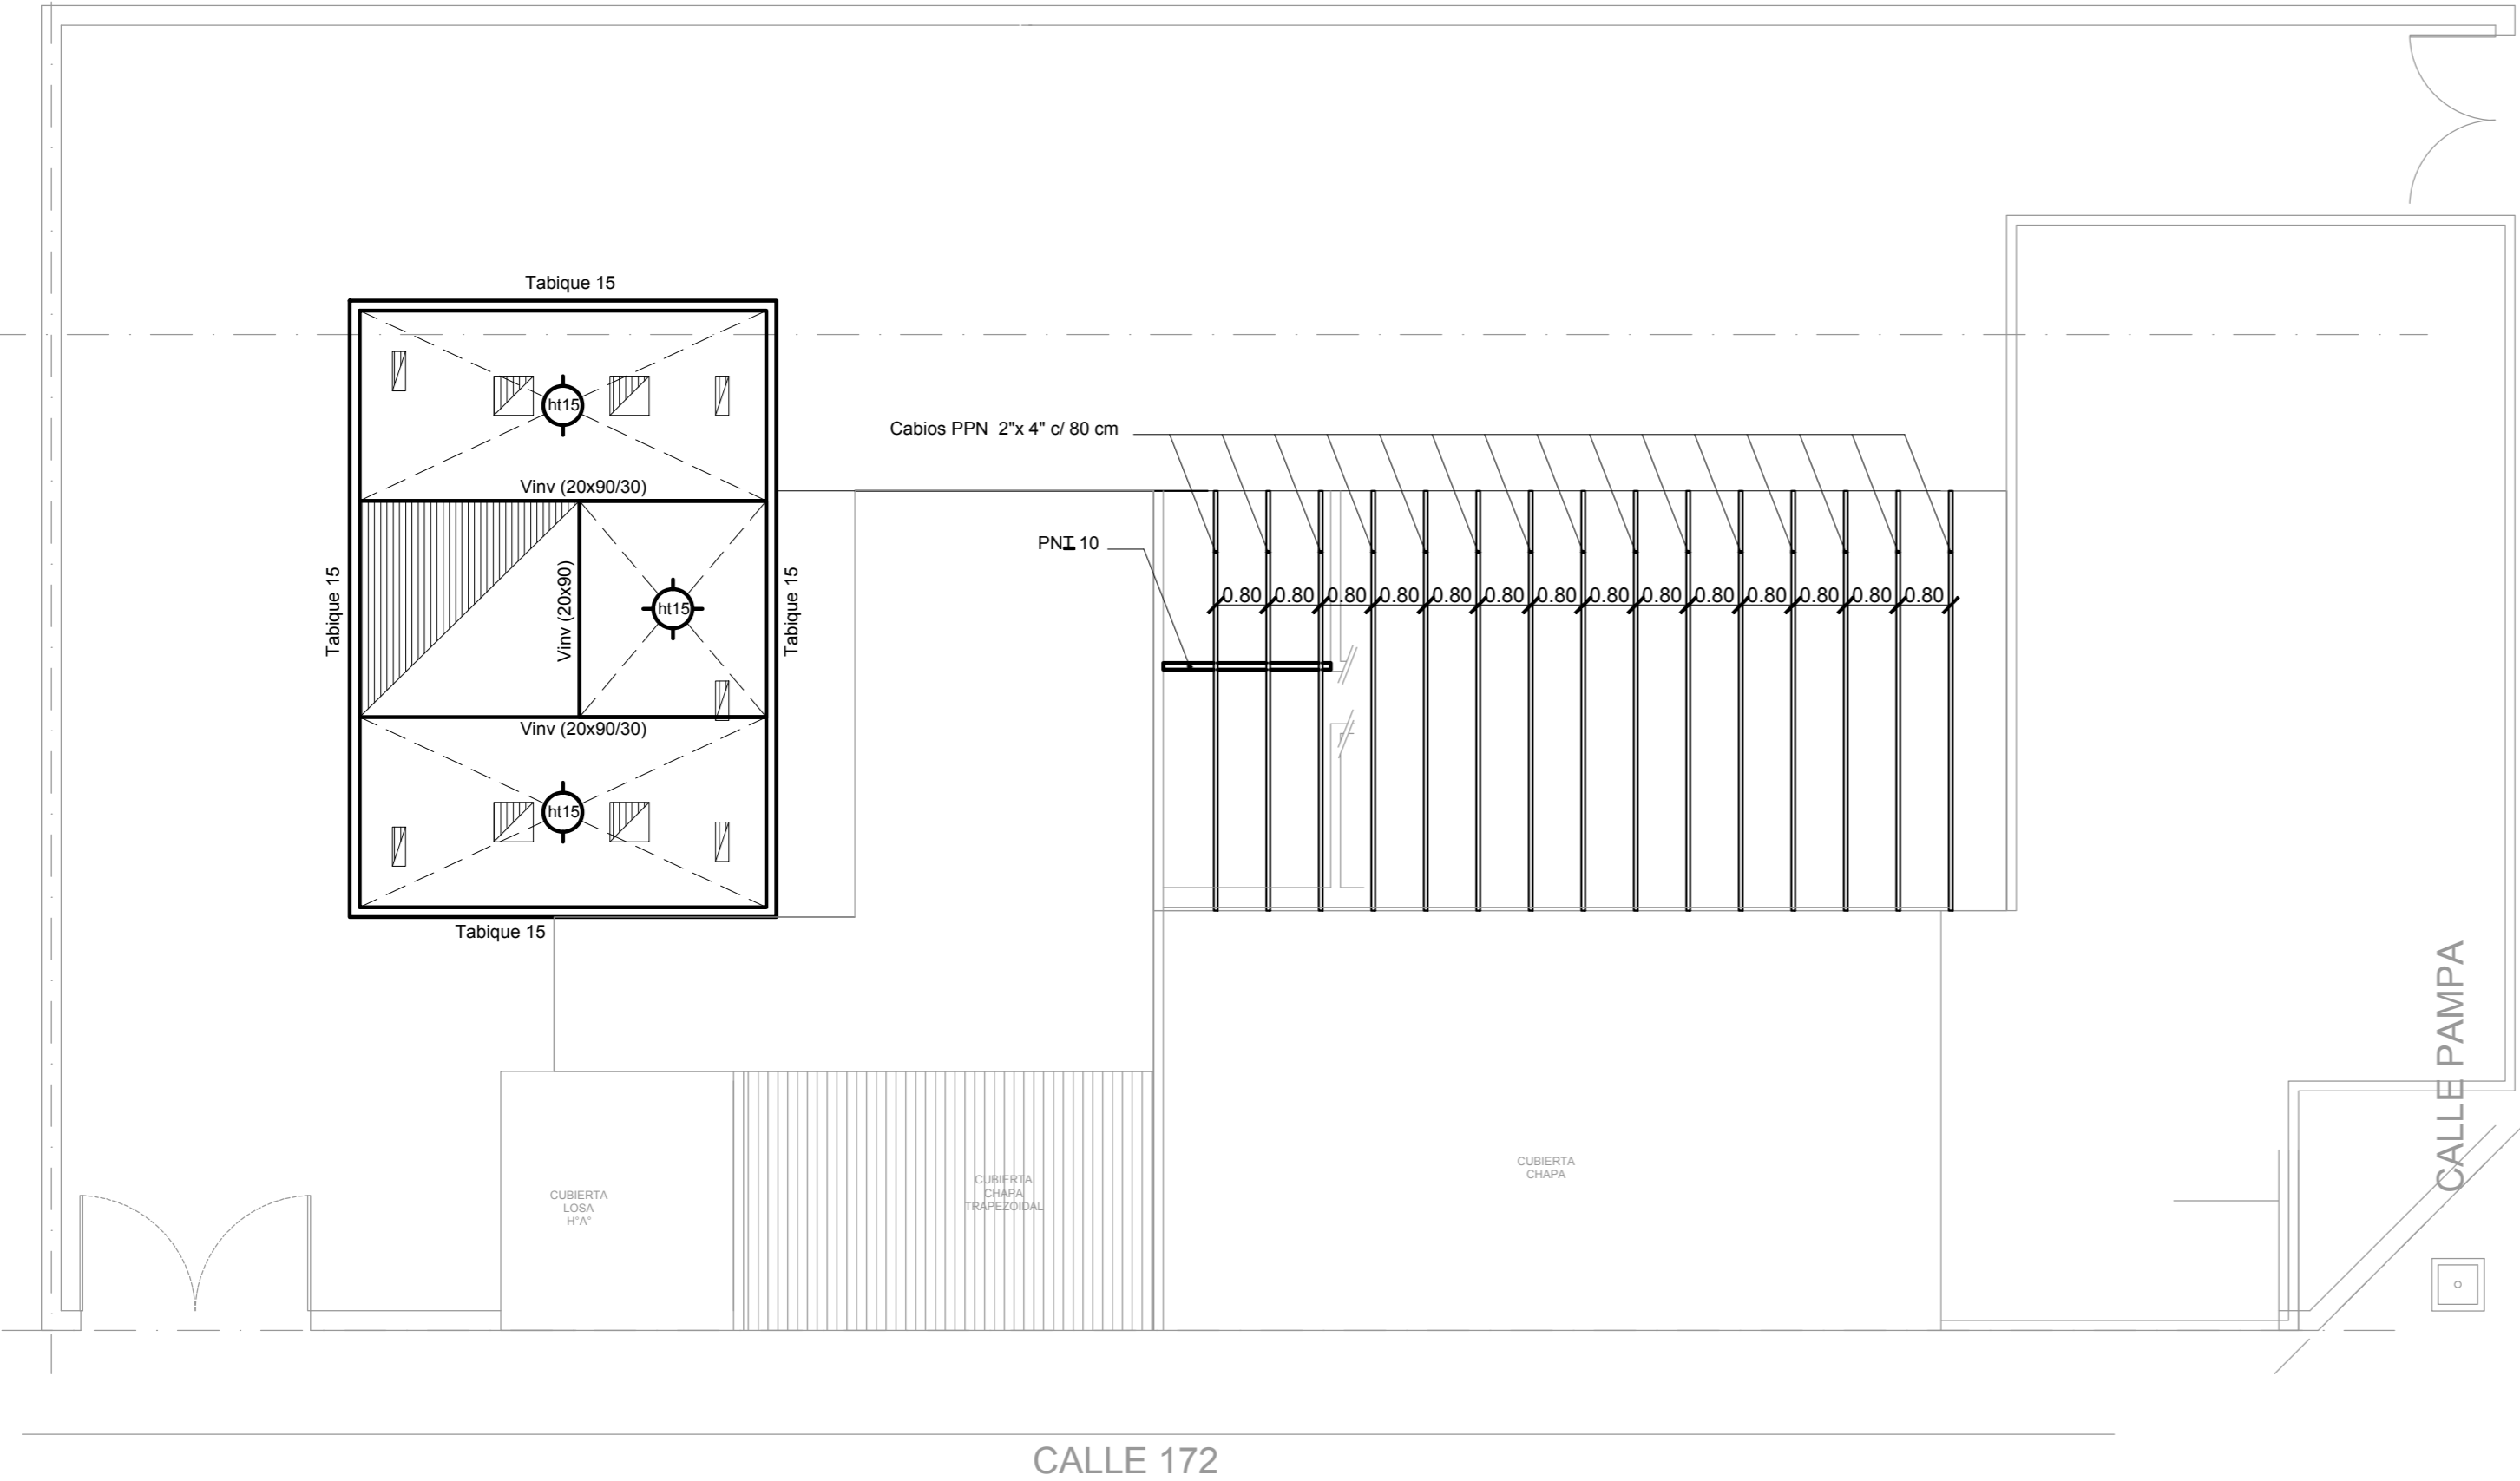 Tabique 15
ht15
Cabios PPN 2"x 4" c/ 80 cm
Vinv (20x90/30)
PNI 10
Tabique 15
Vinv (20x90)
ht15
Tabique 15
0.80 0.80 0.80 0.80 0.80 0.80 0.80 0.80 0.80 0.80 0.80 0.80 0.80 0.80
Vinv (20x90/30)
ht15
Tabique 15
CALLE PAMPA
CUBIERTA
LOSA
H°A°
CUBIERTA
CHAPA
TRAPEZOIDAL
CUBIERTA
CHAPA
CALLE 172